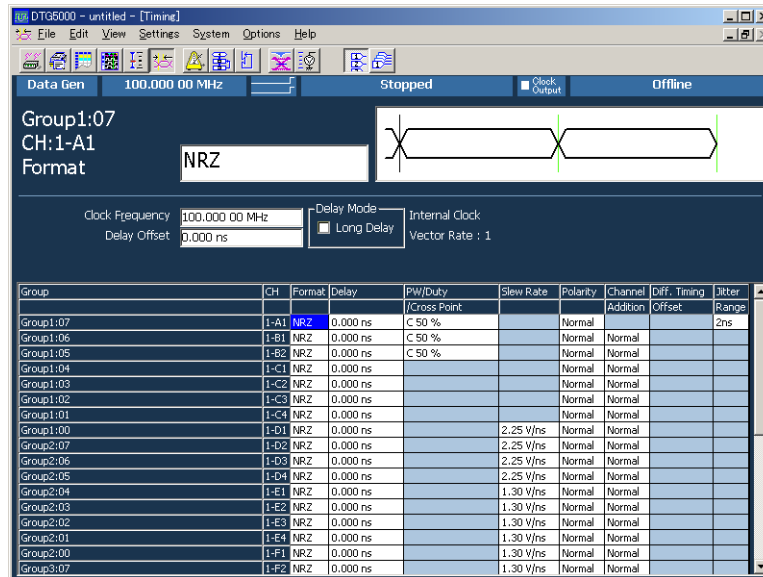 DTG5000 - untitled - [Timing]
File Edit View Settings System Options Help
Data Gen 100.000 00 MHz Stopped Clock Output Offline
Group1:07
CH:1-A1
Format NRZ
Clock Frequency 100.000 00 MHz Delay Mode Internal Clock
Delay Offset 0.000 ns Long Delay Vector Rate : 1
Group CH Format Delay PW/Duty Slew Rate Polarity Channel Diff. Timing Jitter
/Cross Point Addition Offset Range
Group1:07 1-A1 NRZ 0.000 ns C 50 % Normal 2ns
Group1:06 1-B1 NRZ 0.000 ns C 50 % Normal Normal
Group1:05 1-B2 NRZ 0.000 ns C 50 % Normal Normal
Group1:04 1-C1 NRZ 0.000 ns Normal Normal
Group1:03 1-C2 NRZ 0.000 ns Normal Normal
Group1:02 1-C3 NRZ 0.000 ns Normal Normal
Group1:01 1-C4 NRZ 0.000 ns Normal Normal
Group1:00 1-D1 NRZ 0.000 ns 2.25 V/ns Normal Normal
Group2:07 1-D2 NRZ 0.000 ns 2.25 V/ns Normal Normal
Group2:06 1-D3 NRZ 0.000 ns 2.25 V/ns Normal Normal
Group2:05 1-D4 NRZ 0.000 ns 2.25 V/ns Normal Normal
Group2:04 1-E1 NRZ 0.000 ns 1.30 V/ns Normal Normal
Group2:03 1-E2 NRZ 0.000 ns 1.30 V/ns Normal Normal
Group2:02 1-E3 NRZ 0.000 ns 1.30 V/ns Normal Normal
Group2:01 1-E4 NRZ 0.000 ns 1.30 V/ns Normal Normal
Group2:00 1-F1 NRZ 0.000 ns 1.30 V/ns Normal Normal
Group3:07 1-F2 NRZ 0.000 ns 1.30 V/ns Normal Normal